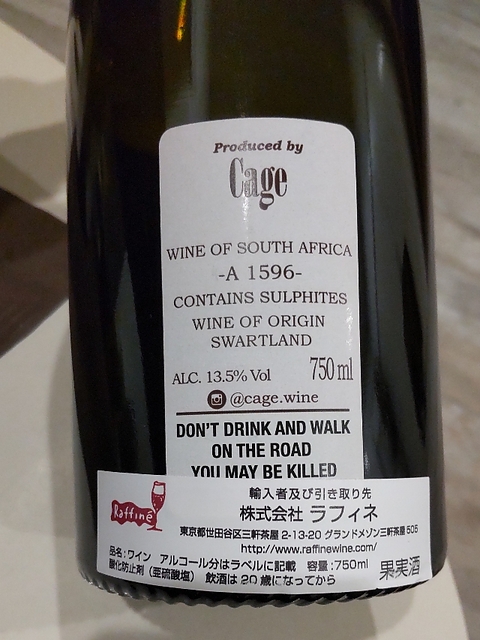 Produced by
Cage
WINE OF SOUTH AFRICA
-A 1596-
CONTAINS SULPHITES
WINE OF ORIGIN
SWARTLAND
ALC. 13.5% Vol 750 ml
@cage.wine
DON'T DRINK AND WALK
ON THE ROAD
YOU MAY BE KILLED
Raffiné
輸入者及び引き取り先
株式会社 ラフィネ
東京都世田谷区三軒茶屋 2-13-20 グランドメゾン三軒茶屋 505
http://www.raffinewine.com/
品名:ワイン アルコール分はラベルに記載 容量:750ml
酸化防止剤(亜硫酸塩) 飲酒は 20 歳になってから 果実酒